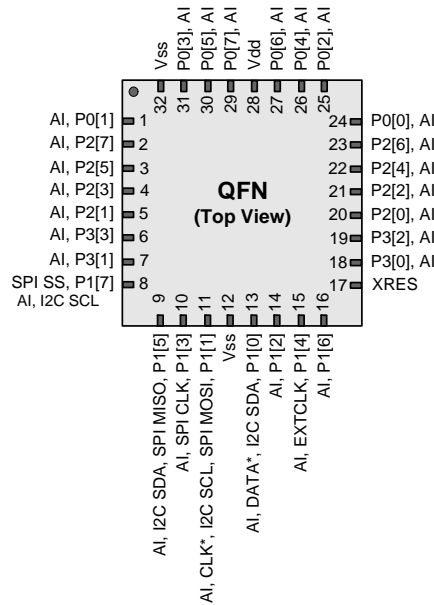 Vss
P0[3], AI
P0[5], AI
P0[7], AI
Vdd
P0[6], AI
P0[4], AI
P0[2], AI
32
31
30
29
28
27
26
25
AI, P0[1]
1
AI, P2[7]
2
AI, P2[5]
3
AI, P2[3]
4
AI, P2[1]
5
AI, P3[3]
6
AI, P3[1]
7
SPI SS, P1[7]
AI, I2C SCL
8
QFN
(Top View)
24
P0[0], AI
23
P2[6], AI
22
P2[4], AI
21
P2[2], AI
20
P2[0], AI
19
P3[2], AI
18
P3[0], AI
17
XRES
9
10
11
12
13
14
15
16
AI, I2C SDA, SPI MISO, P1[5]
AI, SPI CLK, P1[3]
AI, CLK*, I2C SCL, SPI MOSI, P1[1]
Vss
AI, DATA*, I2C SDA, P1[0]
AI, P1[2]
AI, EXTCLK, P1[4]
AI, P1[6]